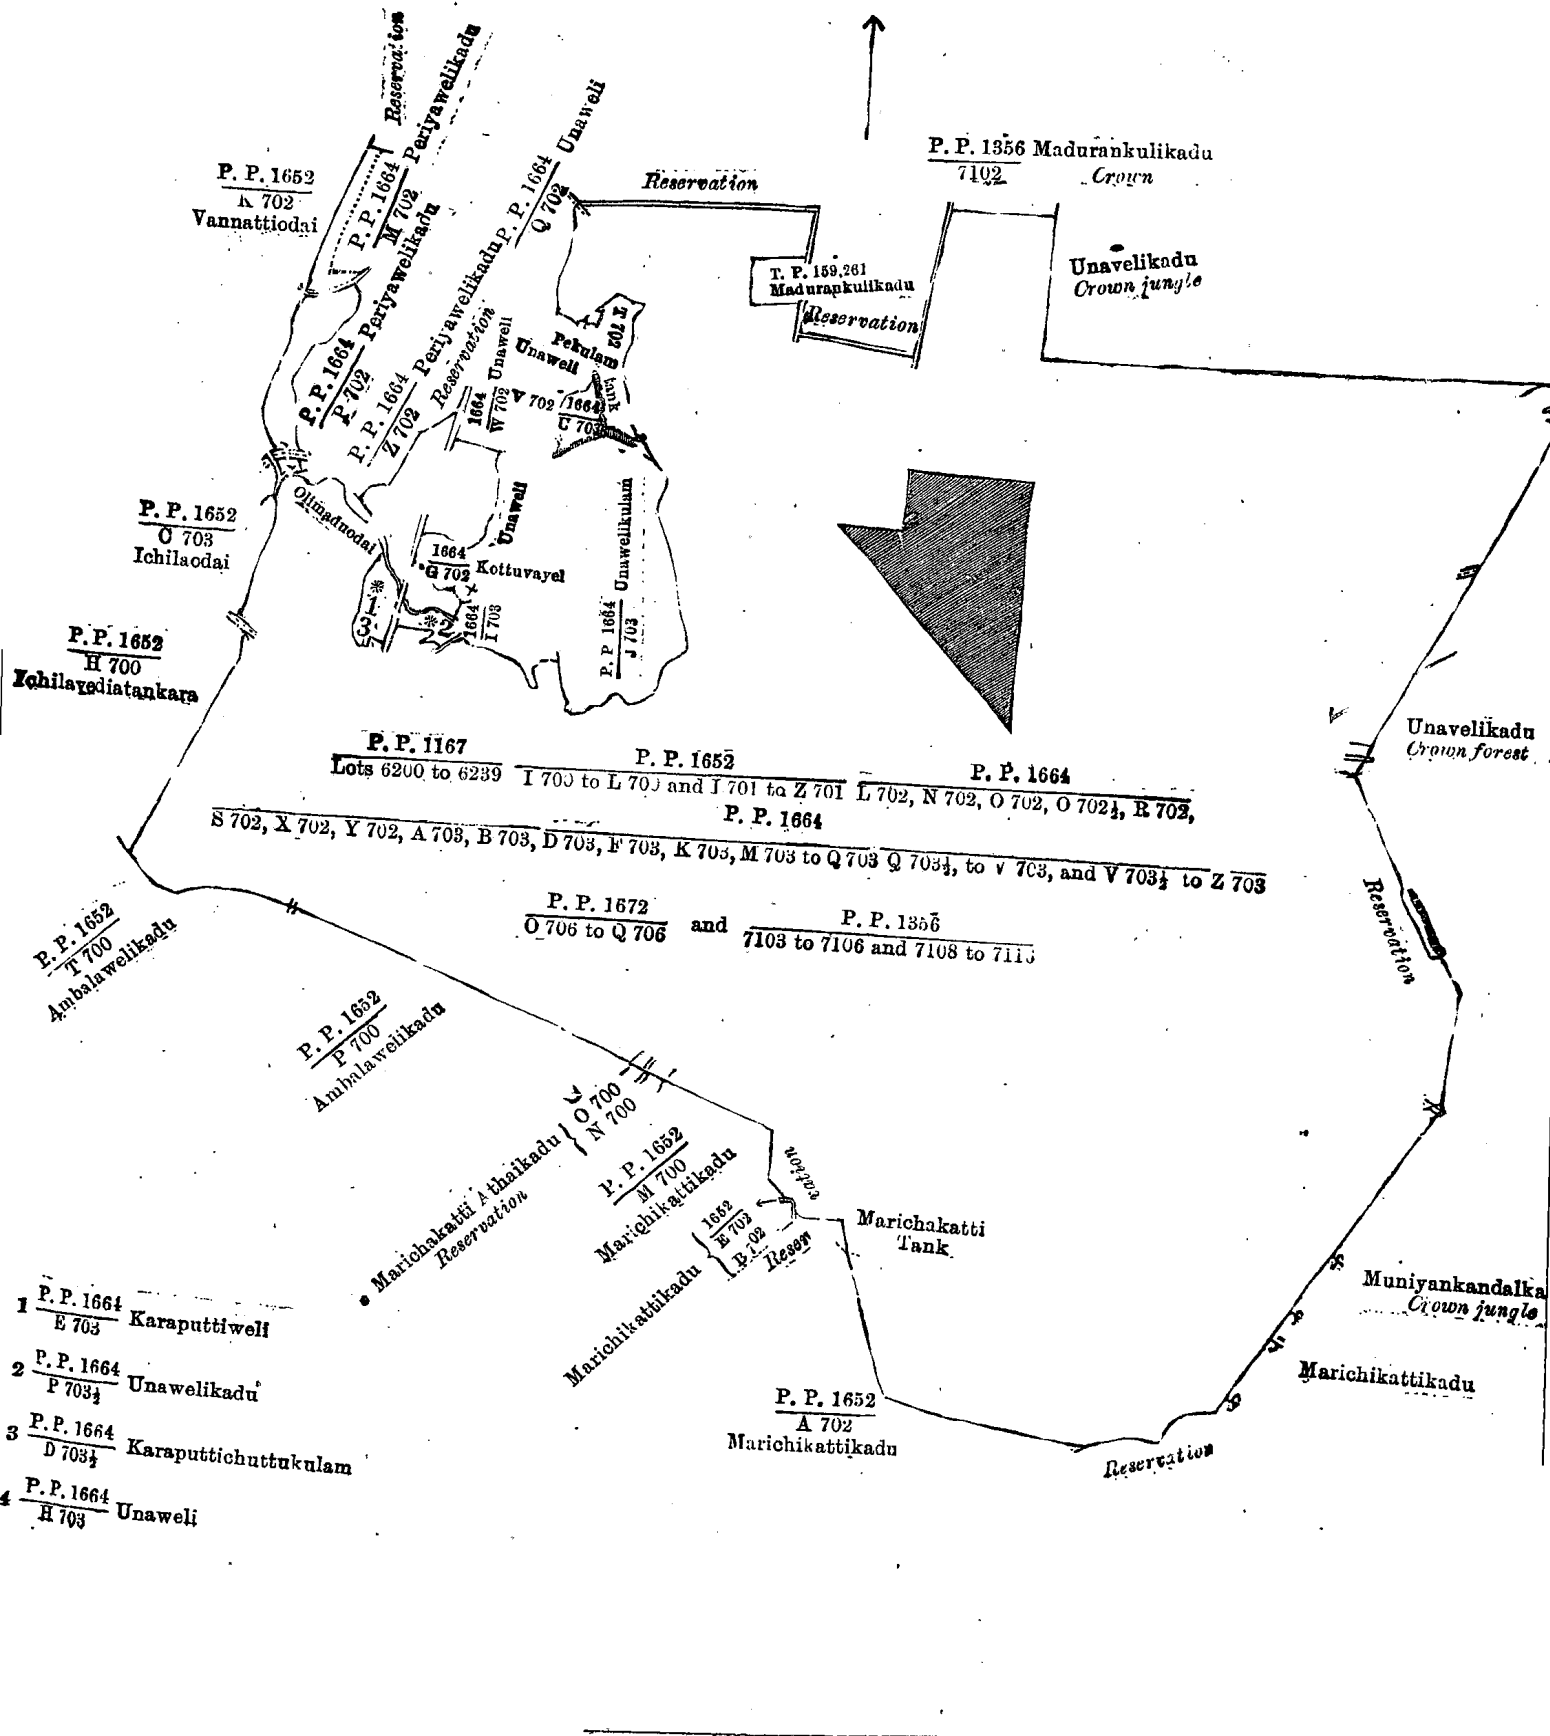 Reservation
P. P. 1664
M 702
Periyawelikadu
P. P. 1652
K 702
Vannattiodai
P. P. 1664
P 702
Periyawelikadu
P. P. 1664
Q 702
Unaweli
P. P. 1664
Z 702
Periyawelikadu
Reservation
Reservation
P. P. 1356 Madurankulikadu
7102 Crown
T. P. 159,261
Madurankulikadu
Reservation
Unavelikadu
Crown jungle
T 702
Pekulam
tank
Unaweli
V 702
1664
W 702
Unaweli
1664
C 703
Unaweli
Olimaduodai
P. P. 1652
O 703
Ichilaodai
1664
G 702
Kottuvayel
1
3
2
1664
I 703
P. P. 1664
J 703
Unawelikulam
P. P. 1652
H 700
Ichilavediatankara
Unavelikadu
Crown forest
P. P. 1167
Lots 6200 to 6239
P. P. 1652
I 700 to L 700 and J 701 to Z 701
P. P. 1664
L 702, N 702, O 702, O 702½, R 702,
P. P. 1664
S 702, X 702, Y 702, A 703, B 703, D 703, F 703, K 703, M 703 to Q 703 Q 703½, to V 703, and V 703½ to Z 703
P. P. 1672
O 706 to Q 706
and
P. P. 1356
7103 to 7106 and 7108 to
Reservation
P. P. 1652
T 700
Ambalawelikadu
P. P. 1652
P 700
Ambalawelikadu
O 700
N 700
Marichakatti Athaikadu
Reservation
P. P. 1652
M 700
Marichikattikadu
vation
1652
E 702
B 702
Reser
Marichikattikadu
Marichakatti
Tank
P. P. 1652
A 702
Marichikattikadu
Reservation
Muniyankandalka
Crown jungle
Marichikattikadu
1 P. P. 1664
E 703
Karaputtiweli
2 P. P. 1664
P 703½
Unawelikadu
3 P. P. 1664
D 703½
Karaputtichuttukulam
4 P. P. 1664
H 703
Unaweli